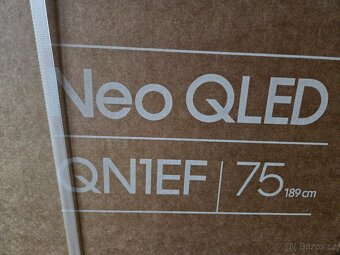 Neo QLED
QN1EF | 75 189 cm
© Bazos.cz